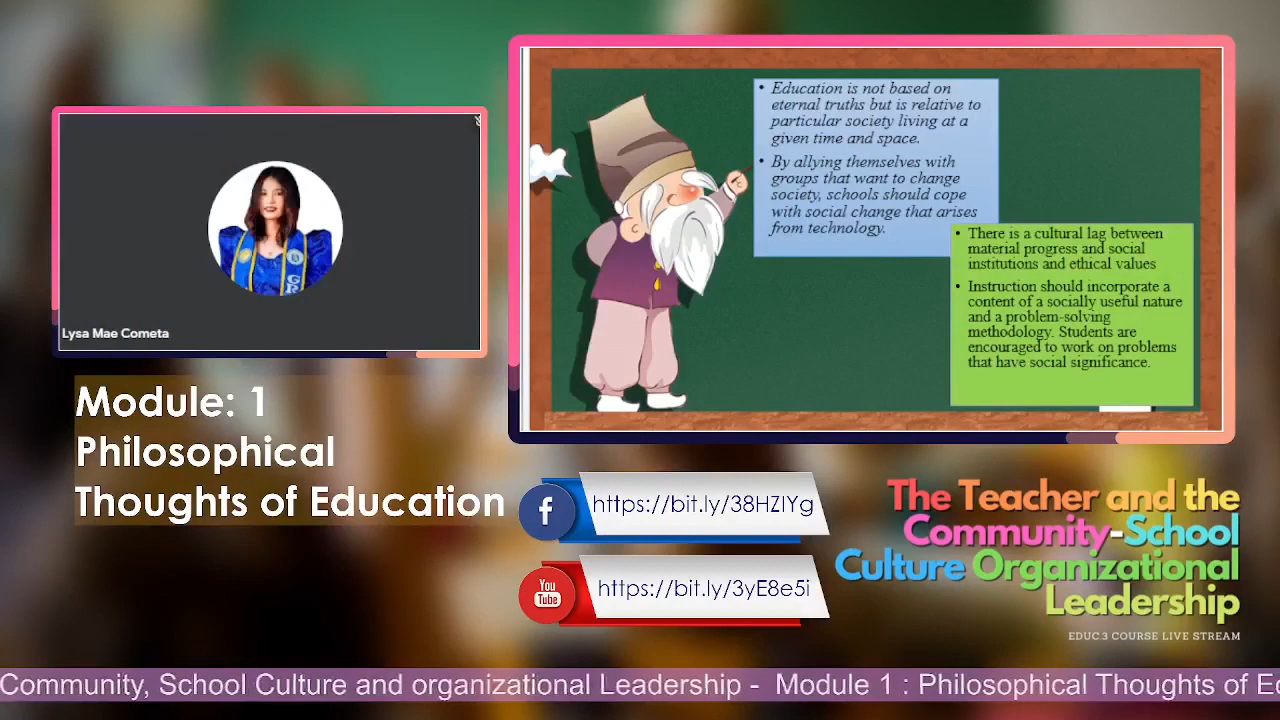 Lysa Mae Cometa
Module: 1
Philosophical
Thoughts of Education
• Education is not based on
eternal truths but is relative to
particular society living at a
given time and space.
• By allying themselves with
groups that want to change
society, schools should cope
with social change that arises
from technology.
• There is a cultural lag between
material progress and social
institutions and ethical values
• Instruction should incorporate a
content of a socially useful nature
and a problem-solving
methodology. Students are
encouraged to work on problems
that have social significance.
f
https://bit.ly/38HZIYg
You
Tube
https://bit.ly/3yE8e5i
The Teacher and the
Community-School
Culture Organizational
Leadership
EDUC 3 COURSE LIVE STREAM
Community, School Culture and organizational Leadership - Module 1 : Philosophical Thoughts of